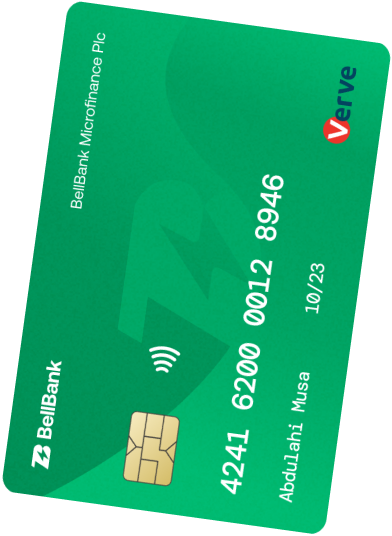 BellBank
BellBank Microfinance Plc
4241 6200 0012 8946
Abdulahi Musa
10/23
Verve